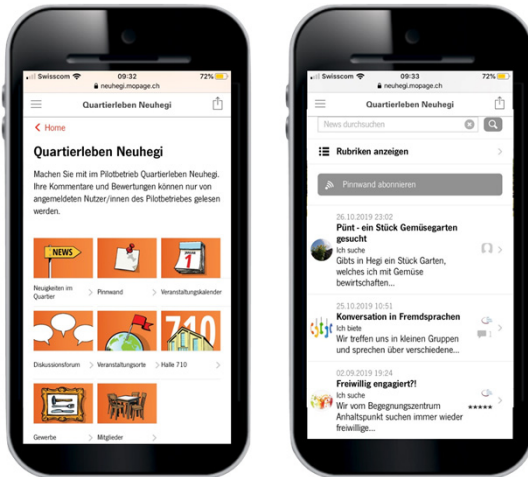 Swisscom 09:32 72%
neuhegi.mopage.ch
Quartierleben Neuhegi
Home
Quartierleben Neuhegi
Machen Sie mit im Pilotbetrieb Quartierleben Neuhegi.
Ihre Kommentare und Bewertungen können nur von
angemeldeten Nutzer/innen des Pilotbetriebes gelesen
werden.
NEWS
1
Neuigkeiten im
Quartier
Pinnwand
Veranstaltungskalender
710
Diskussionsforum
Veranstaltungsorte
Halle 710
Gewerbe
Mitglieder
Swisscom 09:33 72%
neuhegi.mopage.ch
Quartierleben Neuhegi
News durchsuchen
Rubriken anzeigen
Pinnwand abonnieren
26.10.2019 23:02
Pünt - ein Stück Gemüsegarten
gesucht
Ich suche
Gibts in Hegi ein Stück Garten,
welches ich mit Gemüse
bewirtschaften...
25.10.2019 10:51
Konversation in Fremdsprachen
Ich biete
1
Wir treffen uns in kleinen Gruppen
und sprechen über verschiedene...
02.09.2019 19:24
Freiwillig engagiert?!
Ich suche
Wir vom Begegnungszentrum
Anhaltspunkt suchen immer wieder
freiwillige...